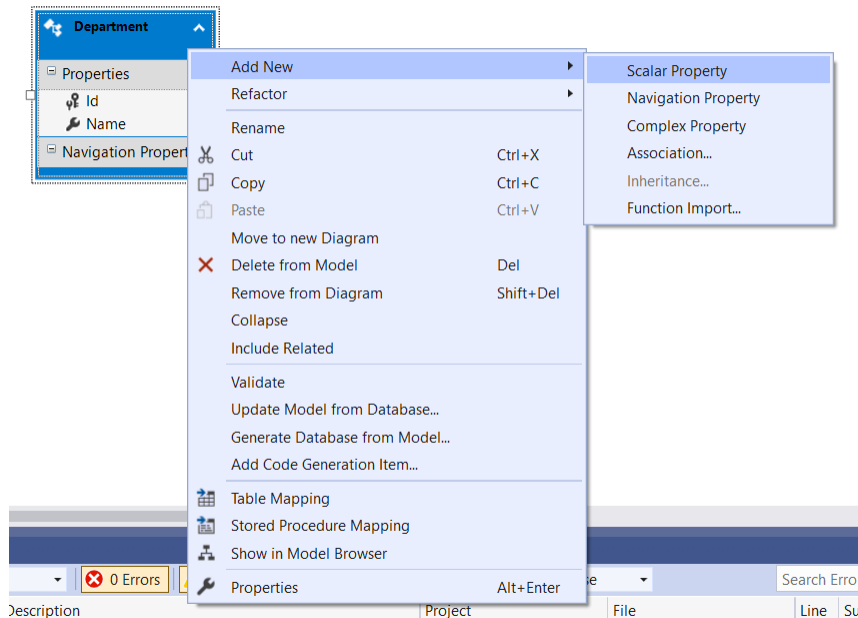 Department
Properties
Id
Name
Navigation Propert
Add New
Refactor
Rename
Cut Ctrl+X
Copy Ctrl+C
Paste Ctrl+V
Move to new Diagram
Delete from Model Del
Remove from Diagram Shift+Del
Collapse
Include Related
Validate
Update Model from Database...
Generate Database from Model...
Add Code Generation Item...
Table Mapping
Stored Procedure Mapping
Show in Model Browser
Properties Alt+Enter
Scalar Property
Navigation Property
Complex Property
Association...
Inheritance...
Function Import...
0 Errors
se
Search Erro
Description Project File Line Su